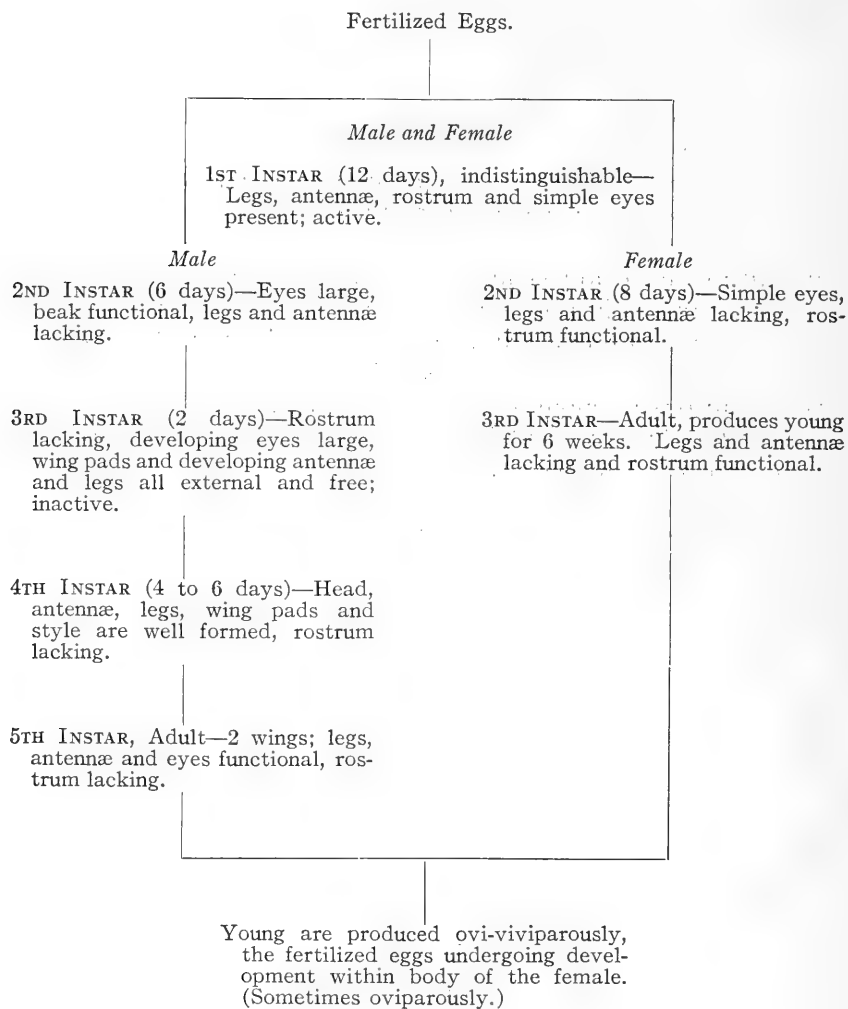 Fertilized Eggs.
Male and Female
1ST INSTAR (12 days), indistinguishable—
Legs, antennæ, rostrum and simple eyes
present; active.
Male
2ND INSTAR (6 days)—Eyes large,
beak functional, legs and antennæ
lacking.
3RD INSTAR (2 days)—Rostrum
lacking, developing eyes large,
wing pads and developing antennæ
and legs all external and free;
inactive.
4TH INSTAR (4 to 6 days)—Head,
antennæ, legs, wing pads and
style are well formed, rostrum
lacking.
5TH INSTAR, Adult—2 wings; legs,
antennæ and eyes functional, ros-
trum lacking.
Female
2ND INSTAR (8 days)—Simple eyes,
legs and antennæ lacking, ros-
trum functional.
3RD INSTAR—Adult, produces young
for 6 weeks. Legs and antennæ
lacking and rostrum functional.
Young are produced ovi-viviparously,
the fertilized eggs undergoing devel-
opment within body of the female.
(Sometimes oviparously.)